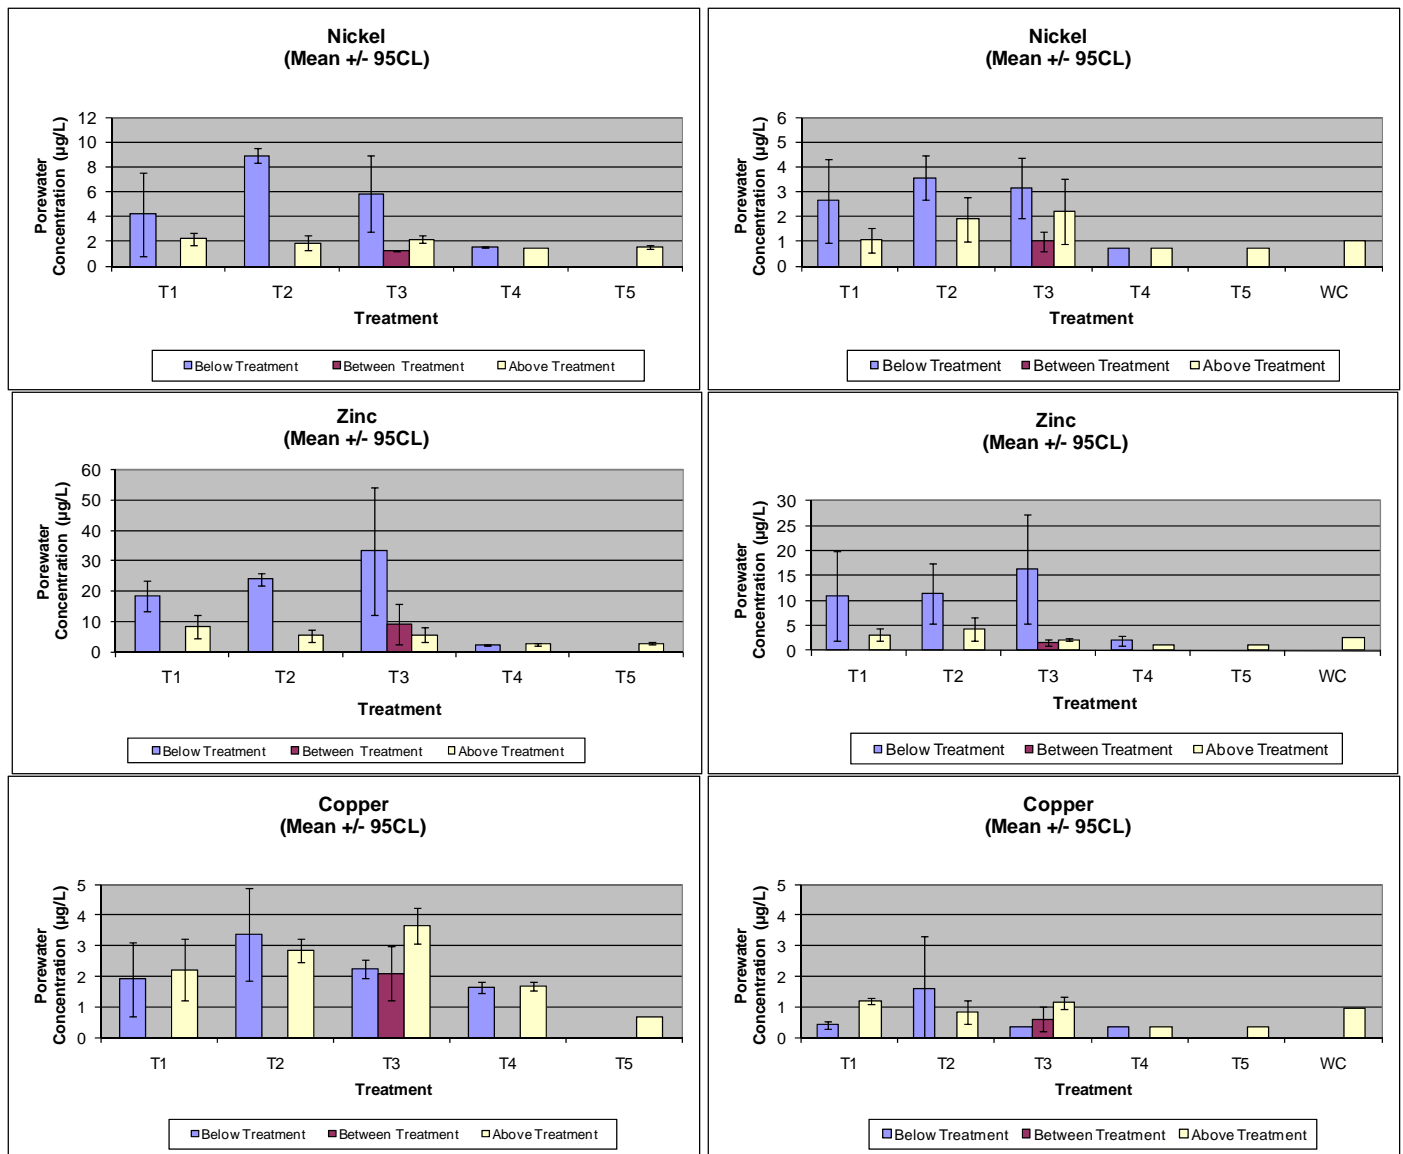 Nickel
(Mean +/- 95CL)
Porewater
Concentration (µg/L)
12
10
8
6
4
2
0
T1 T2 T3 T4 T5
Treatment
Below Treatment Between Treatment Above Treatment
Nickel
(Mean +/- 95CL)
Porewater
Concentration (µg/L)
6
5
4
3
2
1
0
T1 T2 T3 T4 T5 WC
Treatment
Below Treatment Between Treatment Above Treatment
Zinc
(Mean +/- 95CL)
Porewater
Concentration (µg/L)
60
50
40
30
20
10
0
T1 T2 T3 T4 T5
Treatment
Below Treatment Between Treatment Above Treatment
Zinc
(Mean +/- 95CL)
Porewater
Concentration (µg/L)
30
25
20
15
10
5
0
T1 T2 T3 T4 T5 WC
Treatment
Below Treatment Between Treatment Above Treatment
Copper
(Mean +/- 95CL)
Porewater
Concentration (µg/L)
5
4
3
2
1
0
T1 T2 T3 T4 T5
Treatment
Below Treatment Between Treatment Above Treatment
Copper
(Mean +/- 95CL)
Porewater
Concentration (µg/L)
5
4
3
2
1
0
T1 T2 T3 T4 T5 WC
Treatment
Below Treatment Between Treatment Above Treatment